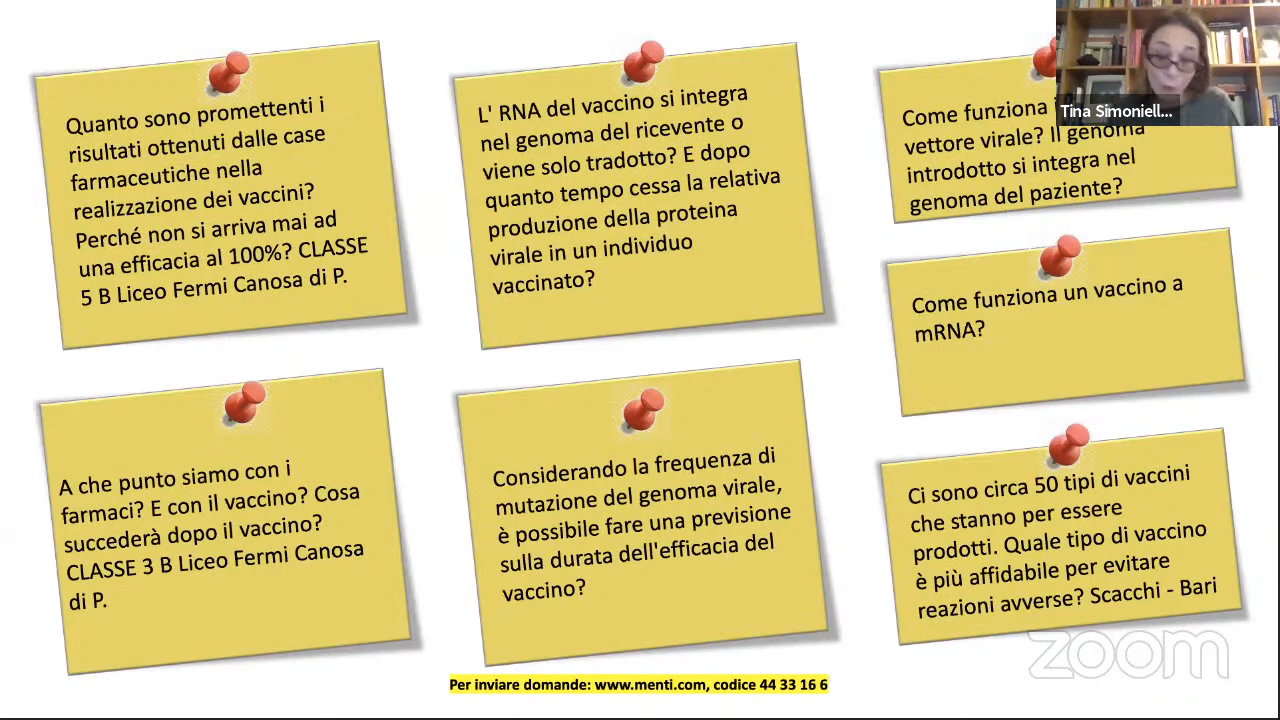 Quanto sono promettenti i
risultati ottenuti dalle case
farmaceutiche nella
realizzazione dei vaccini?
Perché non si arriva mai ad
una efficacia al 100%? CLASSE
5 B Liceo Fermi Canosa di P.
L' RNA del vaccino si integra
nel genoma del ricevente o
viene solo tradotto? E dopo
quanto tempo cessa la relativa
produzione della proteina
virale in un individuo
vaccinato?
Come funziona
vettore virale? Il genoma
introdotto si integra nel
genoma del paziente?
Tina Simoniell...
Come funziona un vaccino a
mRNA?
A che punto siamo con i
farmaci? E con il vaccino? Cosa
succederà dopo il vaccino?
CLASSE 3 B Liceo Fermi Canosa
di P.
Considerando la frequenza di
mutazione del genoma virale,
è possibile fare una previsione
sulla durata dell'efficacia del
vaccino?
Ci sono circa 50 tipi di vaccini
che stanno per essere
prodotti. Quale tipo di vaccino
è più affidabile per evitare
reazioni avverse? Scacchi - Bari
zoom
Per inviare domande: www.menti.com, codice 44 33 16 6